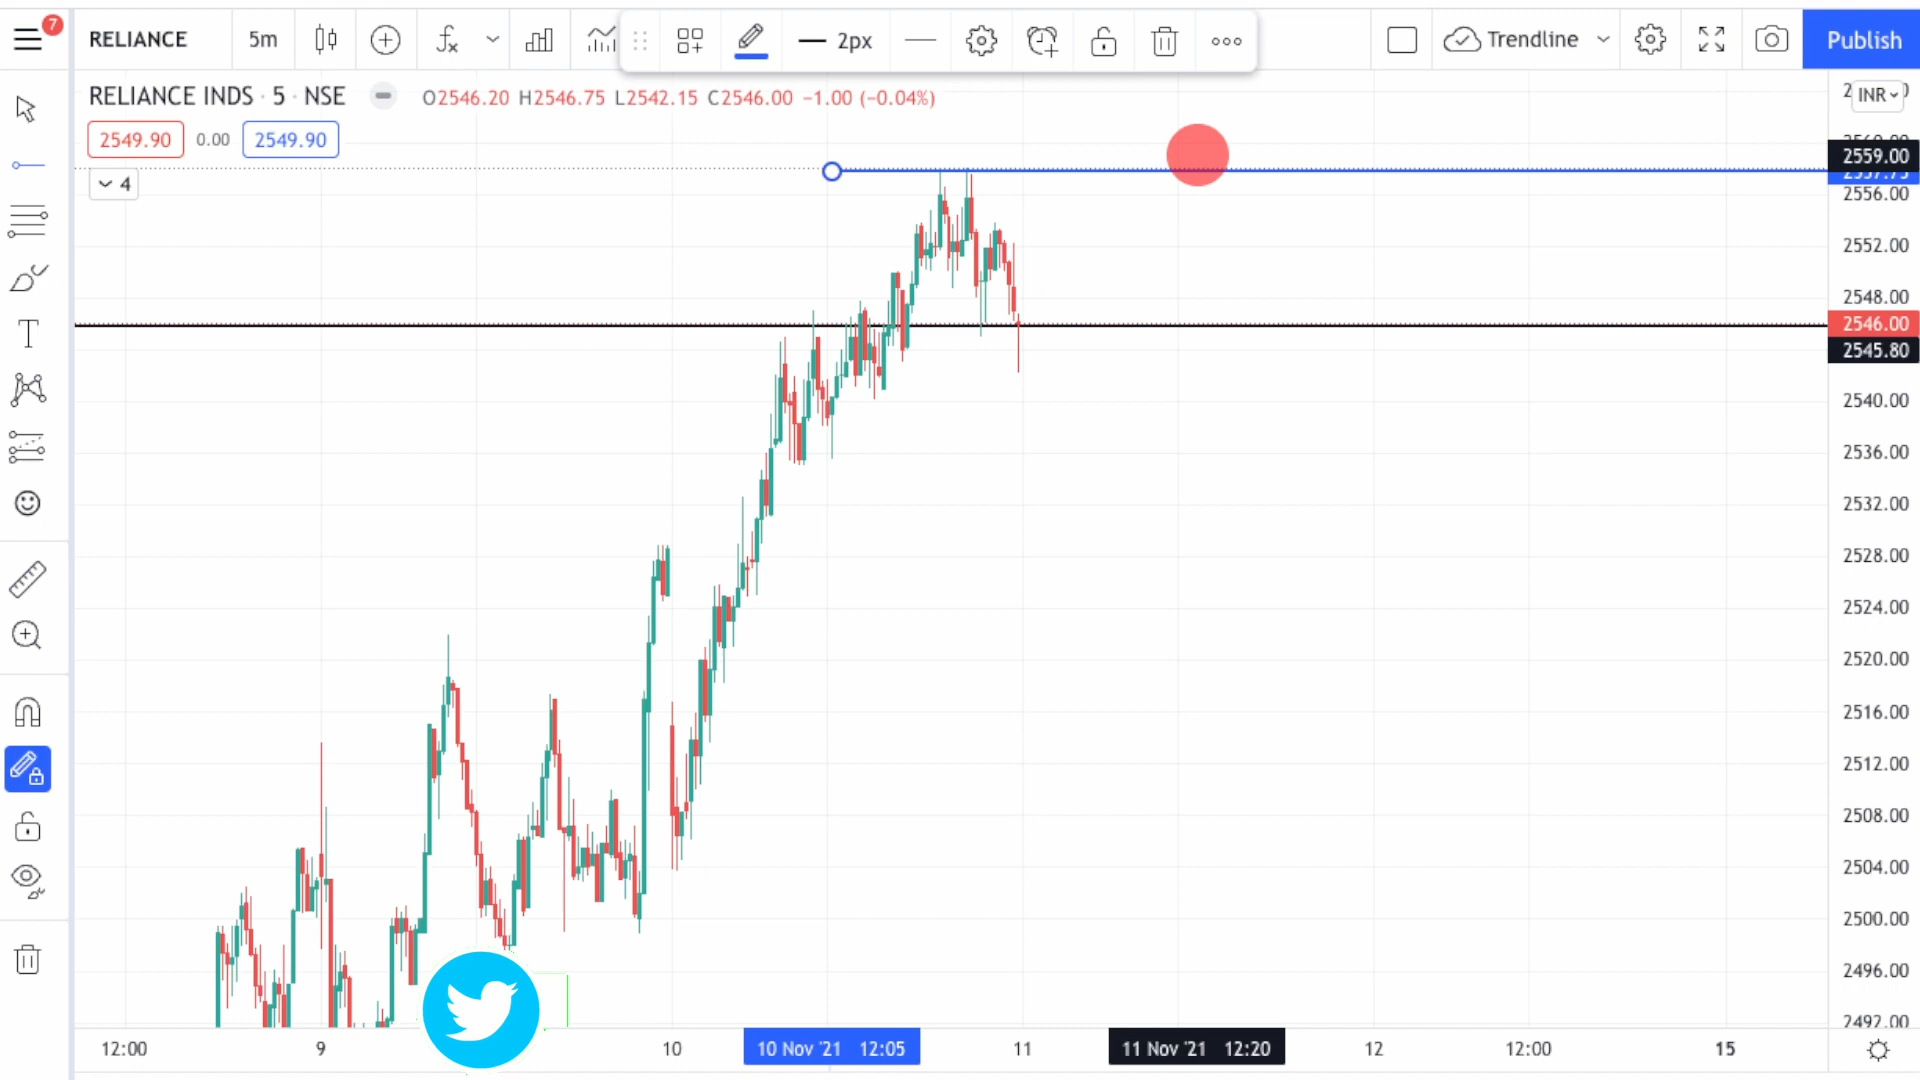 7
RELIANCE
5m
2px
Trendline
Publish
RELIANCE INDS · 5 · NSE
O2546.20 H2546.75 L2542.15 C2546.00 −1.00 (−0.04%)
INR
2549.90 0.00 2549.90
4
2559.00
2556.00
2552.00
2548.00
2546.00
2545.80
2540.00
2536.00
2532.00
2528.00
2524.00
2520.00
2516.00
2512.00
2508.00
2504.00
2500.00
2496.00
2492.00
12:00 9 10 10 Nov '21 12:05 11 11 Nov '21 12:20 12 12:00 15